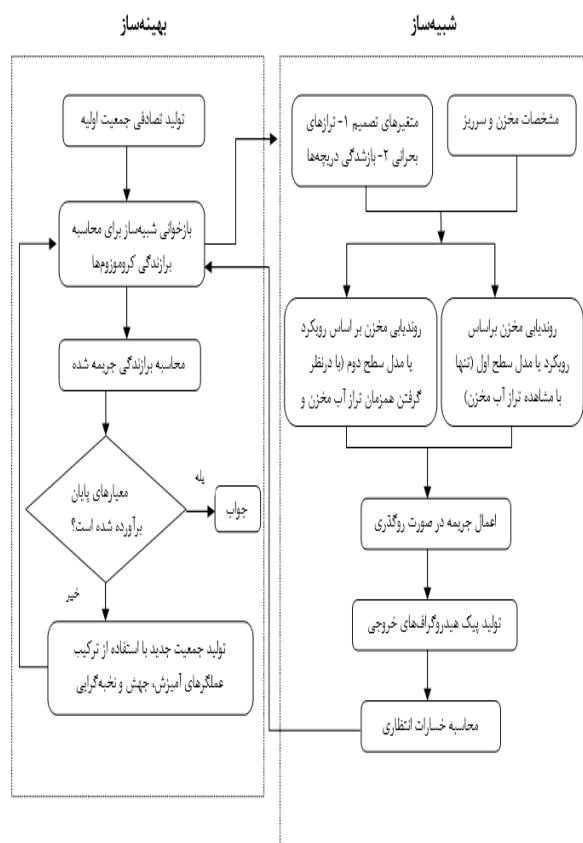 شبیه‌ساز
مشخصات مخزن و سرریز
متغیرهای تصمیم ۱- ترازهای
بحرانی ۲- بازشدگی دریچه‌ها
روندیابی مخزن براساس
رویکرد یا مدل سطح اول (تنها
با مشاهده تراز آب مخزن)
روندیابی مخزن بر اساس رویکرد
یا مدل سطح دوم (با درنظر
گرفتن همزمان تراز آب مخزن و
اعمال جریمه در صورت روگذری
تولید پیک هیدروگراف‌های خروجی
محاسبه خسارات انتظاری
بهینه‌ساز
تولید تصادفی جمعیت اولیه
بازخوانی شبیه‌ساز برای محاسبه
برازندگی کروموزوم‌ها
محاسبه برازندگی جریمه شده
معیارهای پایان
برآورده شده است؟
یله
جواب
خیر
تولید جمعیت جدید با استفاده از ترکیب
عملگرهای آمیزش، جهش و نخبه‌گرایی